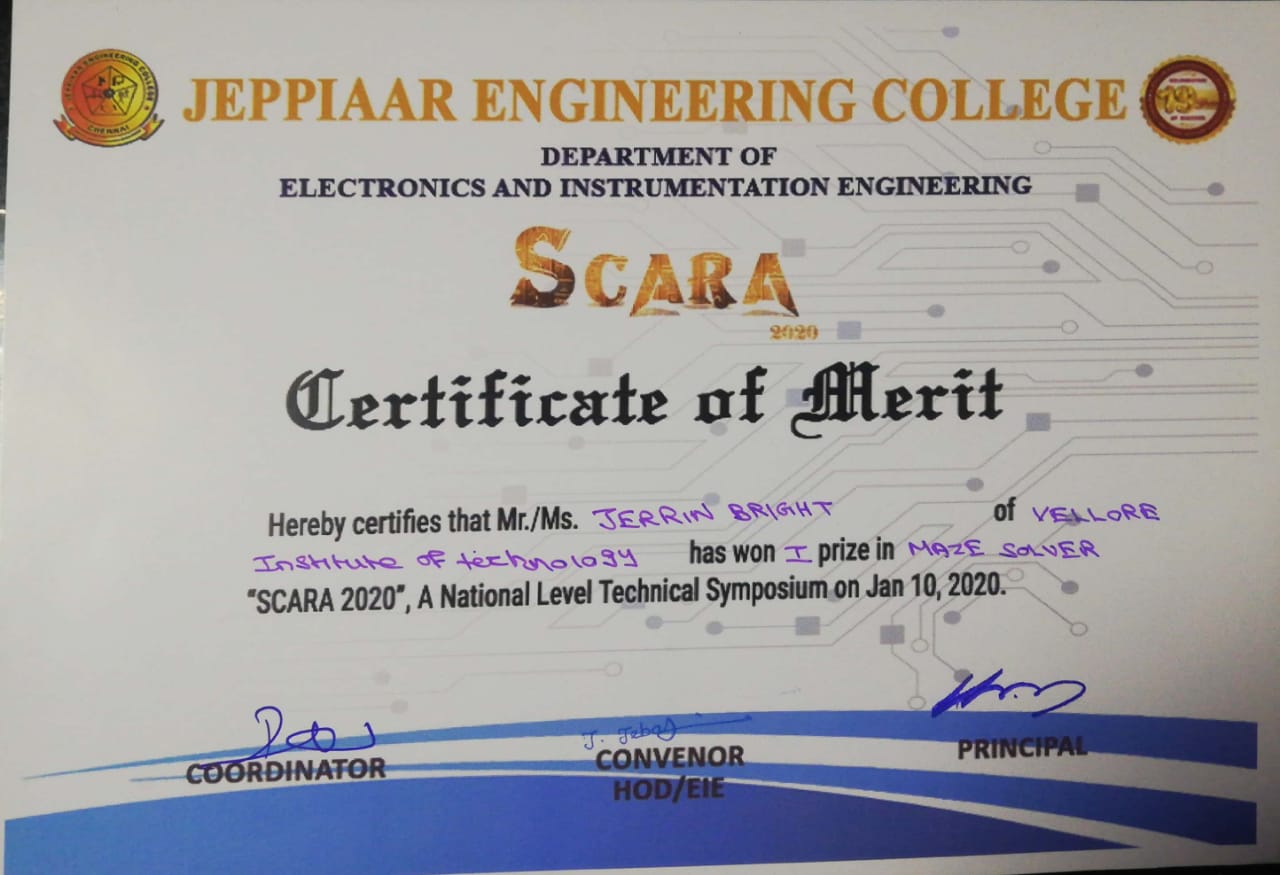 JEPPIAAR ENGINEERING COLLEGE
DEPARTMENT OF
ELECTRONICS AND INSTRUMENTATION ENGINEERING
SCARA
2020
Certificate of Merit
Hereby certifies that Mr./Ms. JERRIN BRIGHT of VELLORE
Institute of technology has won I prize in MAZE SOLVER
"SCARA 2020", A National Level Technical Symposium on Jan 10, 2020.
COORDINATOR
CONVENOR
HOD/EIE
PRINCIPAL